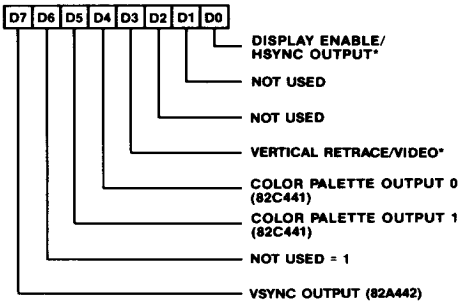 D7 D6 D5 D4 D3 D2 D1 D0
DISPLAY ENABLE/
HSYNC OUTPUT*
NOT USED
NOT USED
VERTICAL RETRACE/VIDEO*
COLOR PALETTE OUTPUT 0
(82C441)
COLOR PALETTE OUTPUT 1
(82C441)
NOT USED = 1
VSYNC OUTPUT (82A442)